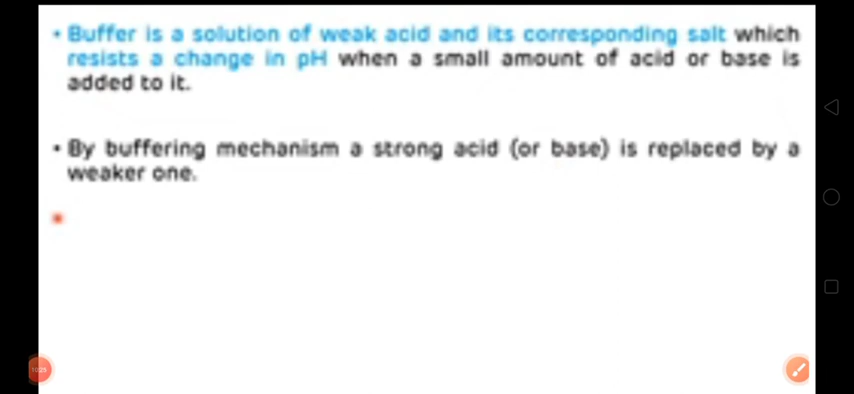 • Buffer is a solution of weak acid and its corresponding salt which
resists a change in pH when a small amount of acid or base is
added to it.
• By buffering mechanism a strong acid (or base) is replaced by a
weaker one.